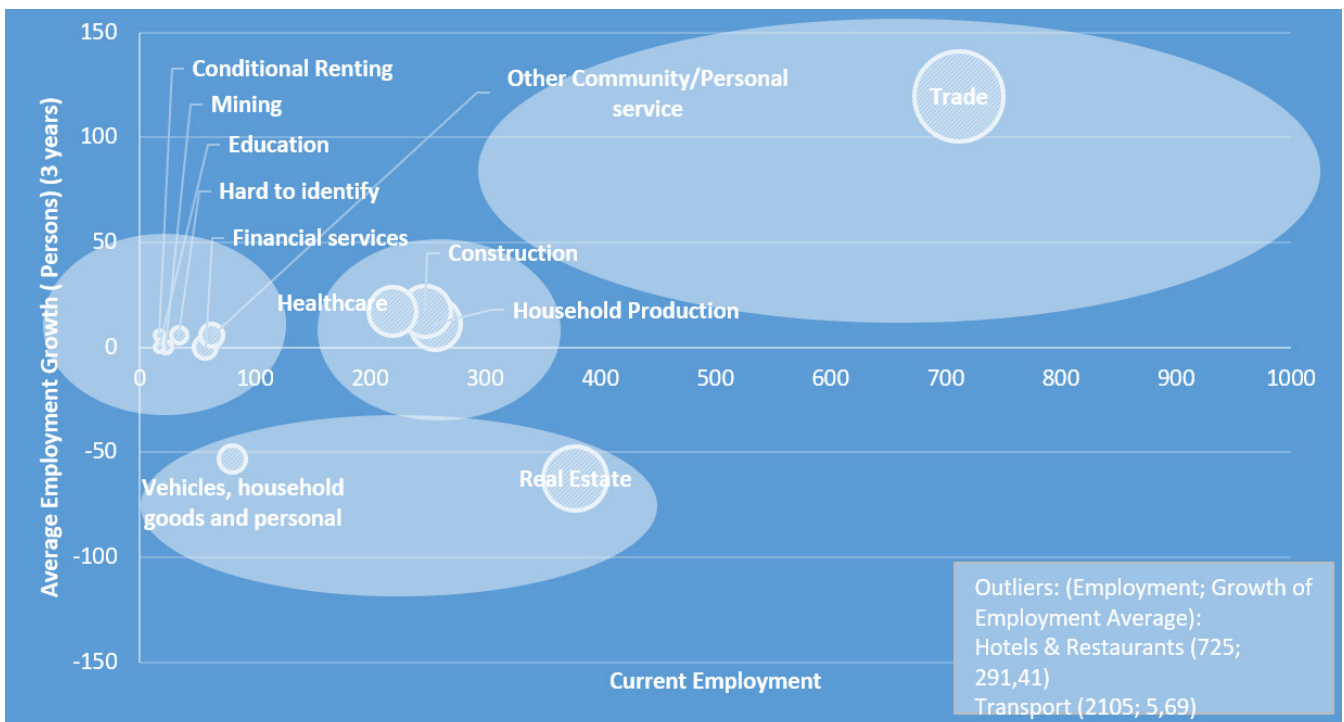 150
100
50
0
-50
-100
-150
Average Employment Growth ( Persons) (3 years)
Conditional Renting
Mining
Education
Hard to identify
Financial services
Other Community/Personal
service
Trade
Construction
Healthcare
Household Production
0 100 200 300 400 500 600 700 800 900 1000
Vehicles, household
goods and personal
Real Estate
Current Employment
Outliers: (Employment; Growth of
Employment Average):
Hotels & Restaurants (725;
291,41)
Transport (2105; 5,69)